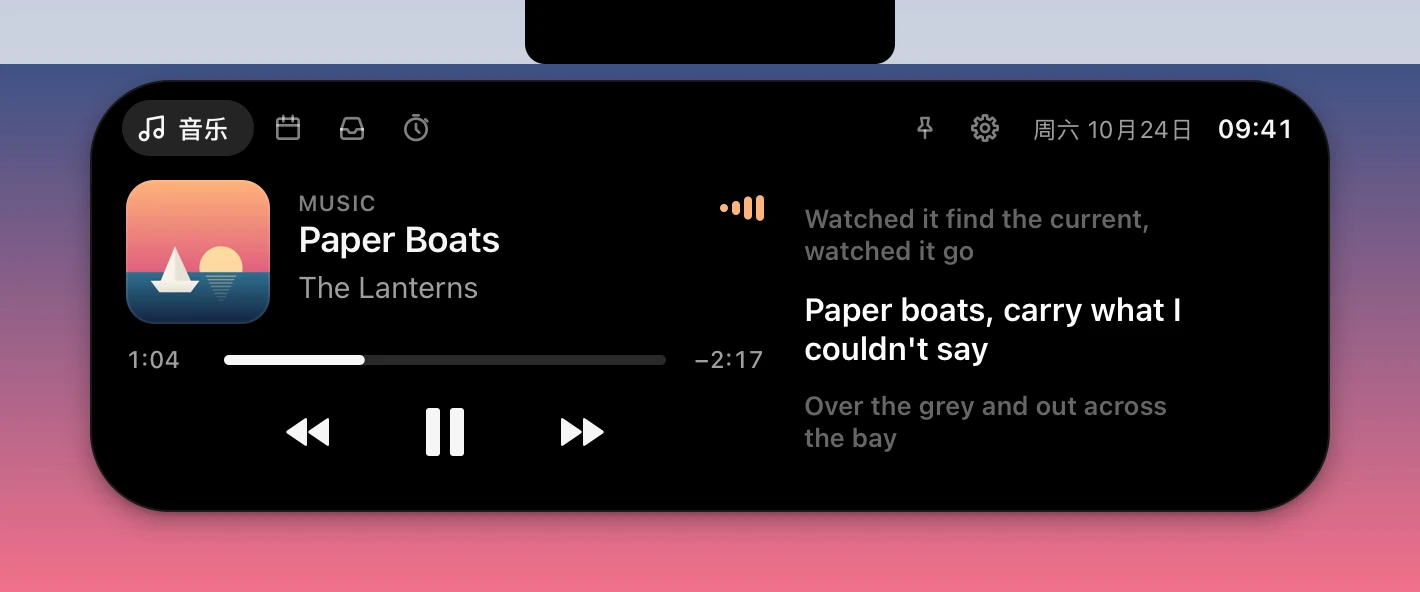 音乐
周六 10月24日 09:41
MUSIC
Paper Boats
The Lanterns
1:04
−2:17
Watched it find the current,
watched it go
Paper boats, carry what I
couldn't say
Over the grey and out across
the bay